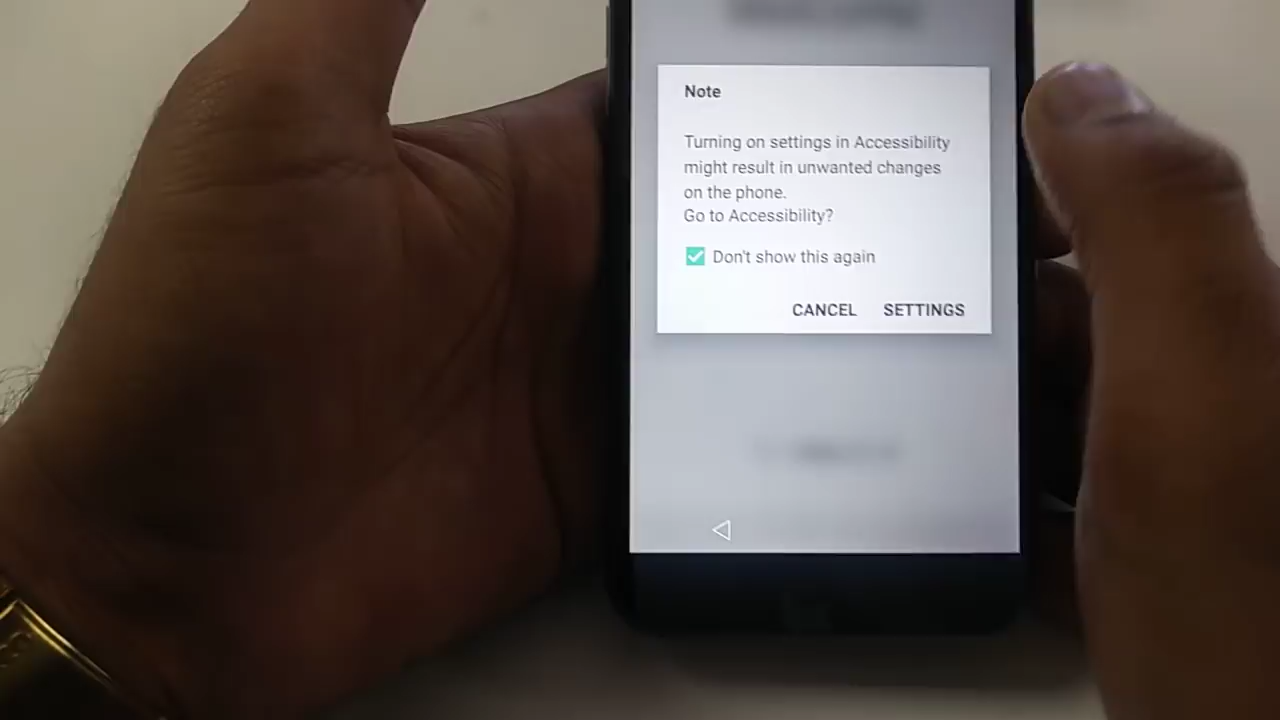 Note
Turning on settings in Accessibility
might result in unwanted changes
on the phone.
Go to Accessibility?
Don't show this again
CANCEL SETTINGS